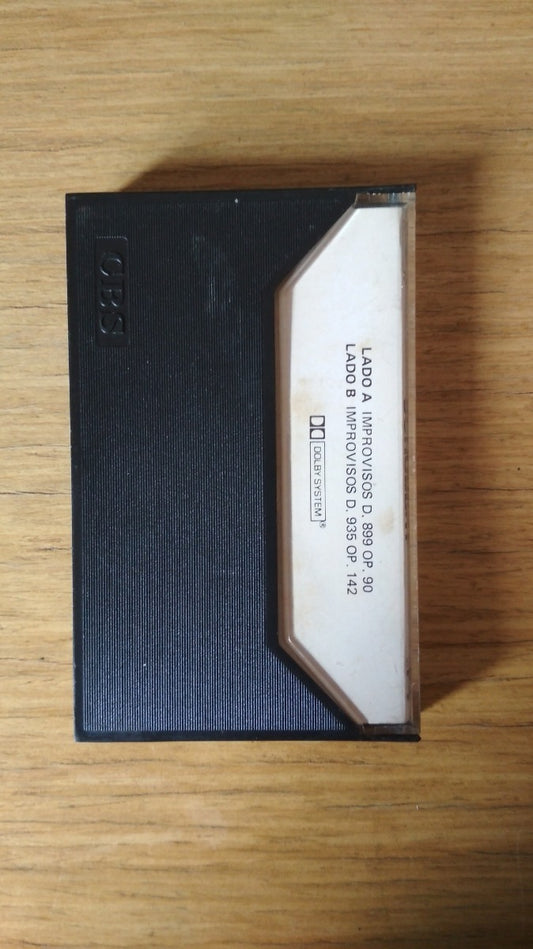 LADO A IMPROVISOS D. 899 OP. 90
LADO B IMPROVISOS D. 935 OP. 142
DOLBY SYSTEM®
CBS